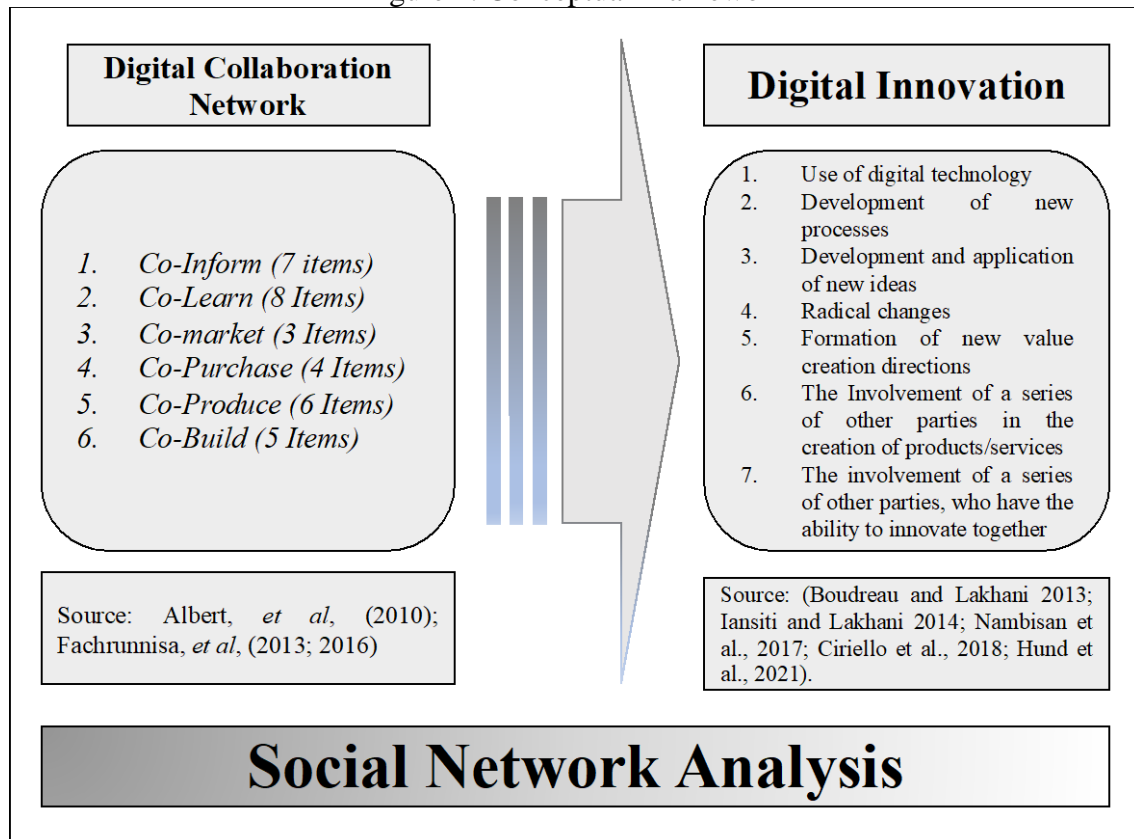 Digital Collaboration
Network
1. Co-Inform (7 items)
2. Co-Learn (8 Items)
3. Co-market (3 Items)
4. Co-Purchase (4 Items)
5. Co-Produce (6 Items)
6. Co-Build (5 Items)
Source: Albert, et al, (2010);
Fachrunnisa, et al, (2013; 2016)
Digital Innovation
1. Use of digital technology
2. Development of new
processes
3. Development and application
of new ideas
4. Radical changes
5. Formation of new value
creation directions
6. The Involvement of a series
of other parties in the
creation of products/services
7. The involvement of a series
of other parties, who have the
ability to innovate together
Source: (Boudreau and Lakhani 2013;
Iansiti and Lakhani 2014; Nambisan et
al., 2017; Ciriello et al., 2018; Hund et
al., 2021).
Social Network Analysis